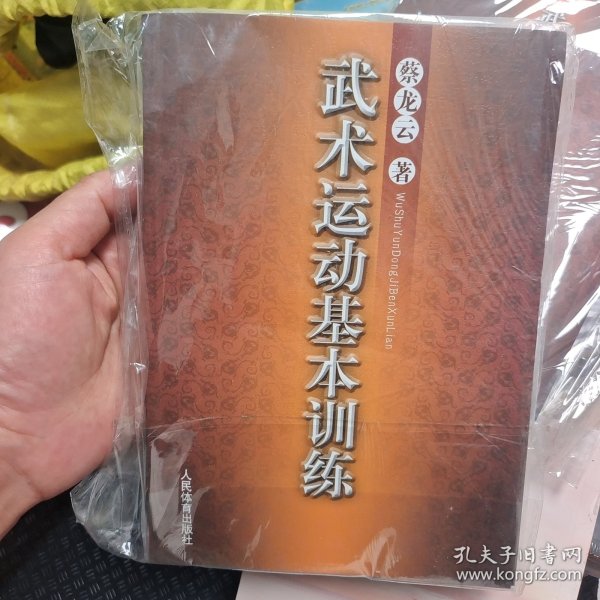 蔡龙云 著
武术运动基本训练
WuShuYunDongJiBenXunLian
人民体育出版社
孔夫子旧书网
www.kongfz.com